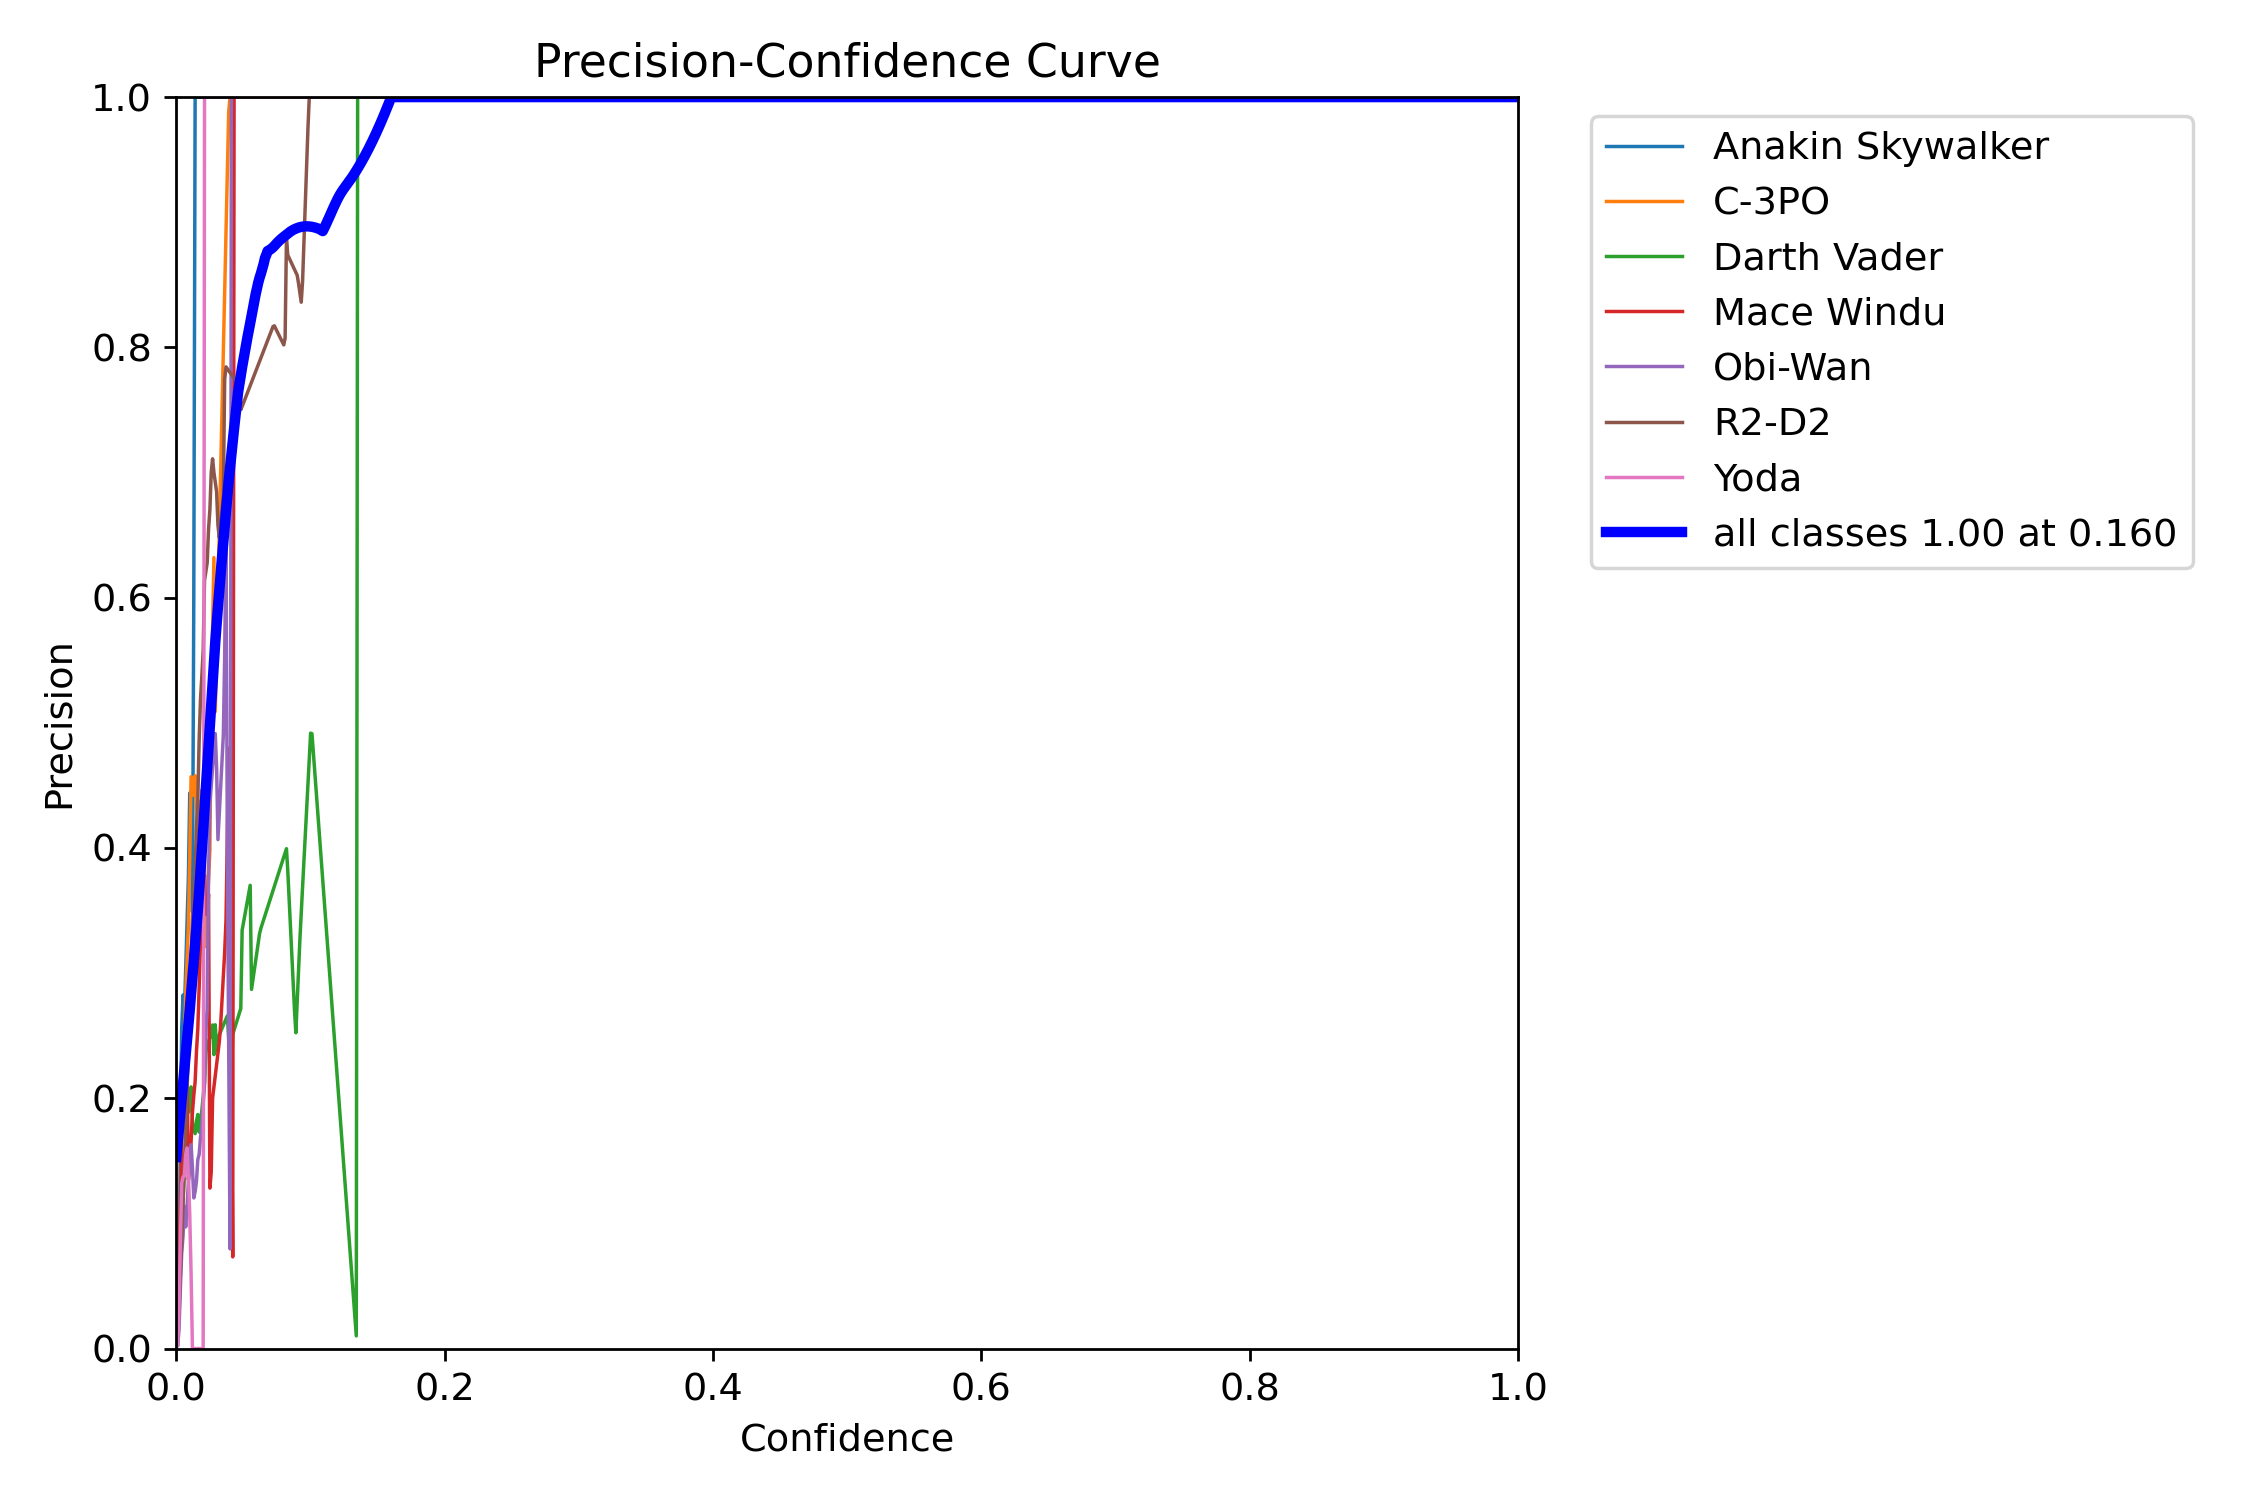 Precision-Confidence Curve
1.0
0.8
0.6
0.4
0.2
0.0
Precision
0.0 0.2 0.4 0.6 0.8 1.0
Confidence
Anakin Skywalker
C-3PO
Darth Vader
Mace Windu
Obi-Wan
R2-D2
Yoda
all classes 1.00 at 0.160